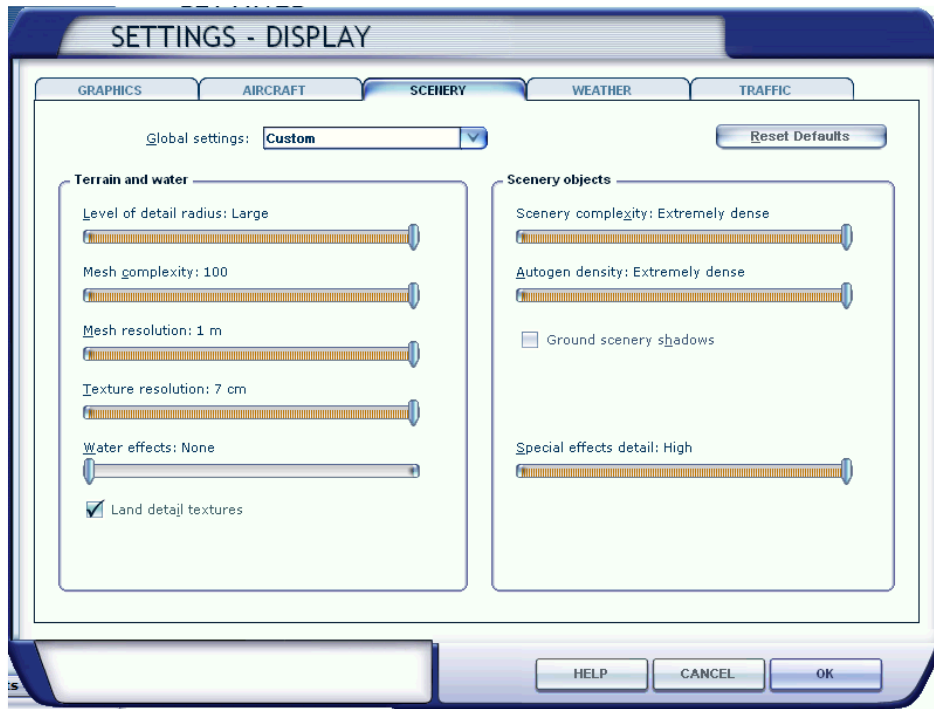 SETTINGS - DISPLAY
GRAPHICS
AIRCRAFT
SCENERY
WEATHER
TRAFFIC
Global settings: Custom
Reset Defaults
Terrain and water
Level of detail radius: Large
Mesh complexity: 100
Mesh resolution: 1 m
Texture resolution: 7 cm
Water effects: None
Land detail textures
Scenery objects
Scenery complexity: Extremely dense
Autogen density: Extremely dense
Ground scenery shadows
Special effects detail: High
HELP
CANCEL
OK